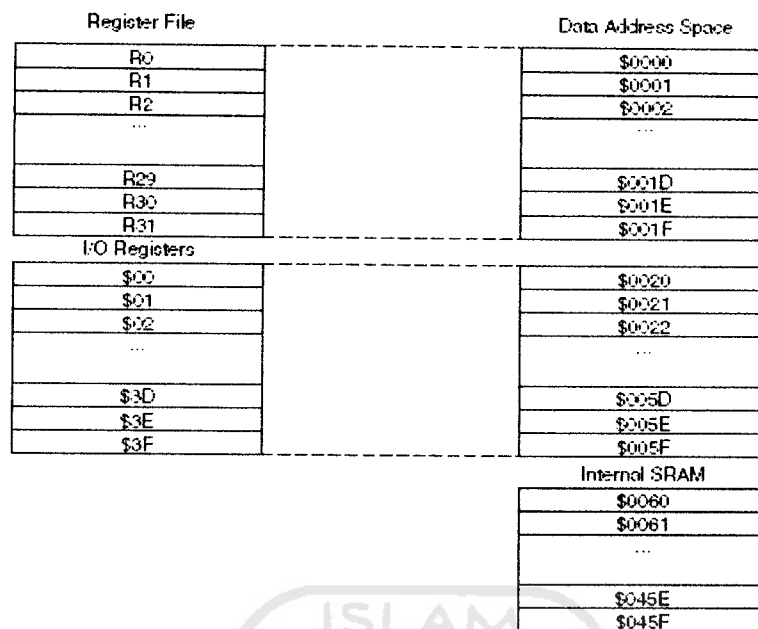 Register File Data Address Space
R0 $0000
R1 $0001
R2 $0002
... ...
R29 $001D
R30 $001E
R31 $001F
I/O Registers
$00 $0020
$01 $0021
$02 $0022
... ...
$3D $005D
$3E $005E
$3F $005F
Internal SRAM
$0060
$0061
...
$045E
$045F
ISLAM